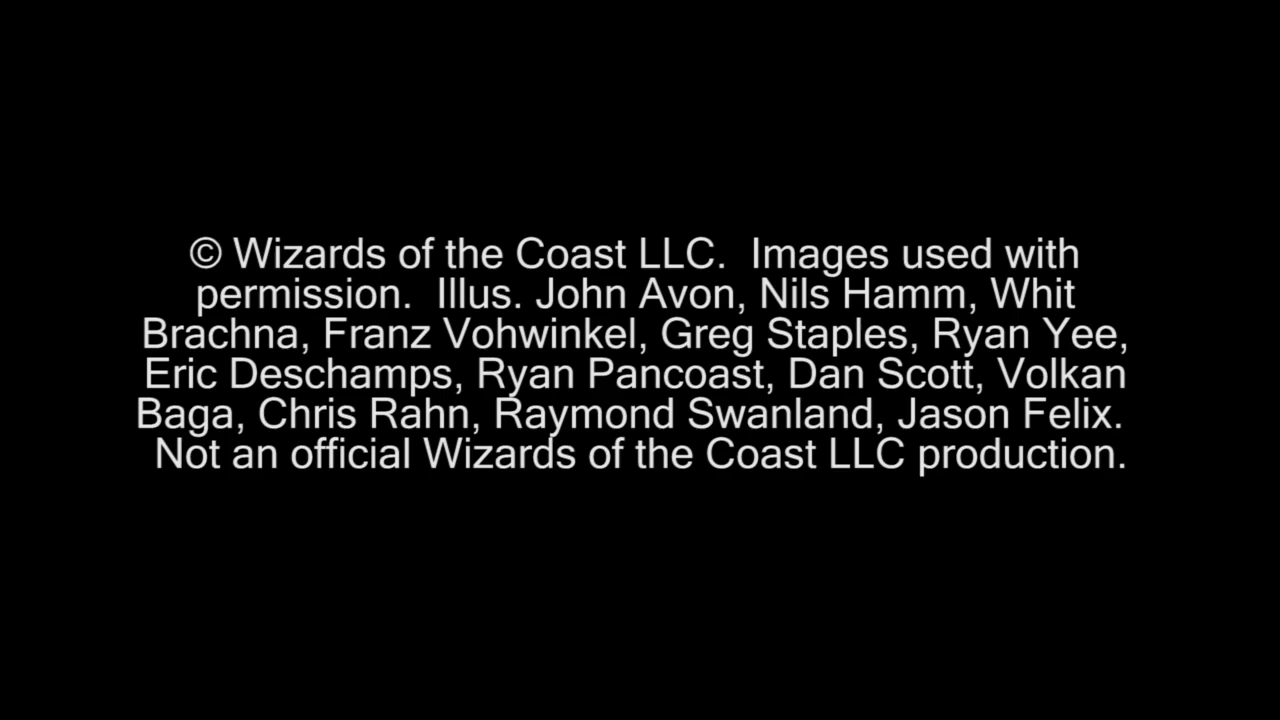 © Wizards of the Coast LLC.  Images used with
permission.  Illus. John Avon, Nils Hamm, Whit
Brachna, Franz Vohwinkel, Greg Staples, Ryan Yee,
Eric Deschamps, Ryan Pancoast, Dan Scott, Volkan
Baga, Chris Rahn, Raymond Swanland, Jason Felix.
Not an official Wizards of the Coast LLC production.